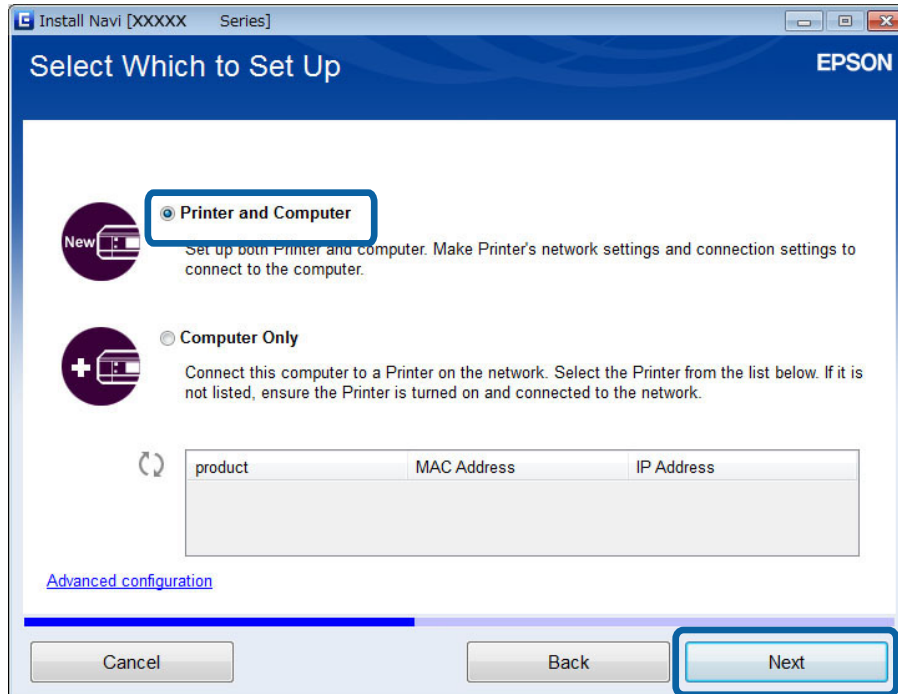 Install Navi [XXXXX Series]
Select Which to Set Up
EPSON
New
Printer and Computer
Set up both Printer and computer. Make Printer's network settings and connection settings to
connect to the computer.
Computer Only
Connect this computer to a Printer on the network. Select the Printer from the list below. If it is
not listed, ensure the Printer is turned on and connected to the network.
product MAC Address IP Address
Advanced configuration
Cancel Back Next